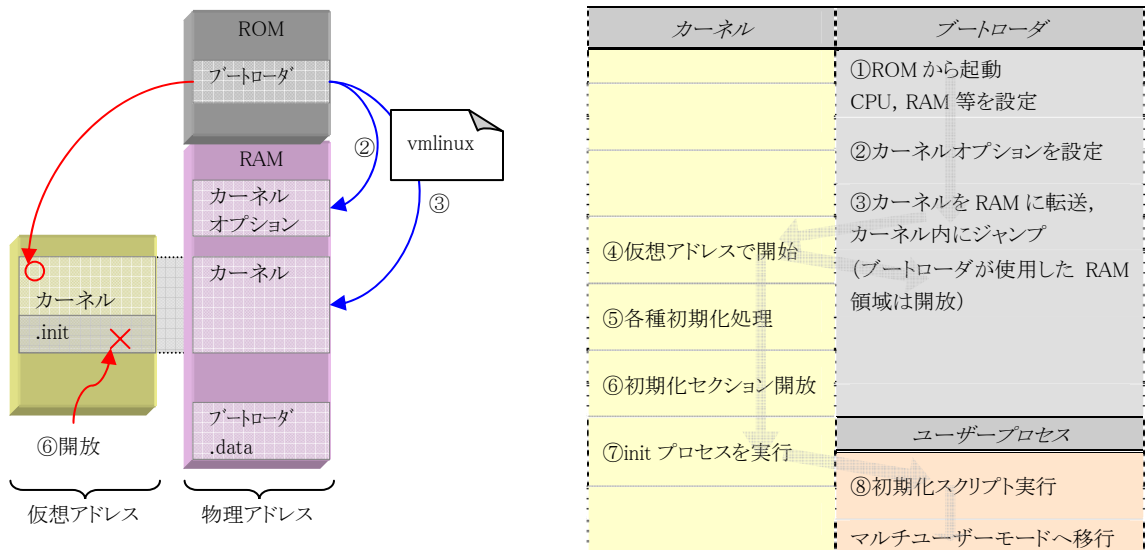 ROM
ブートローダ
vmlinux
②
RAM
カーネル
オプション
③
カーネル
カーネル
.init
ブートローダ
.data
⑥開放
仮想アドレス
物理アドレス
カーネル
ブートローダ
①ROM から起動
CPU, RAM 等を設定
②カーネルオプションを設定
③カーネルを RAM に転送,
カーネル内にジャンプ
(ブートローダが使用した RAM
領域は開放)
④仮想アドレスで開始
⑤各種初期化処理
⑥初期化セクション開放
⑦init プロセスを実行
ユーザープロセス
⑧初期化スクリプト実行
マルチユーザーモードへ移行